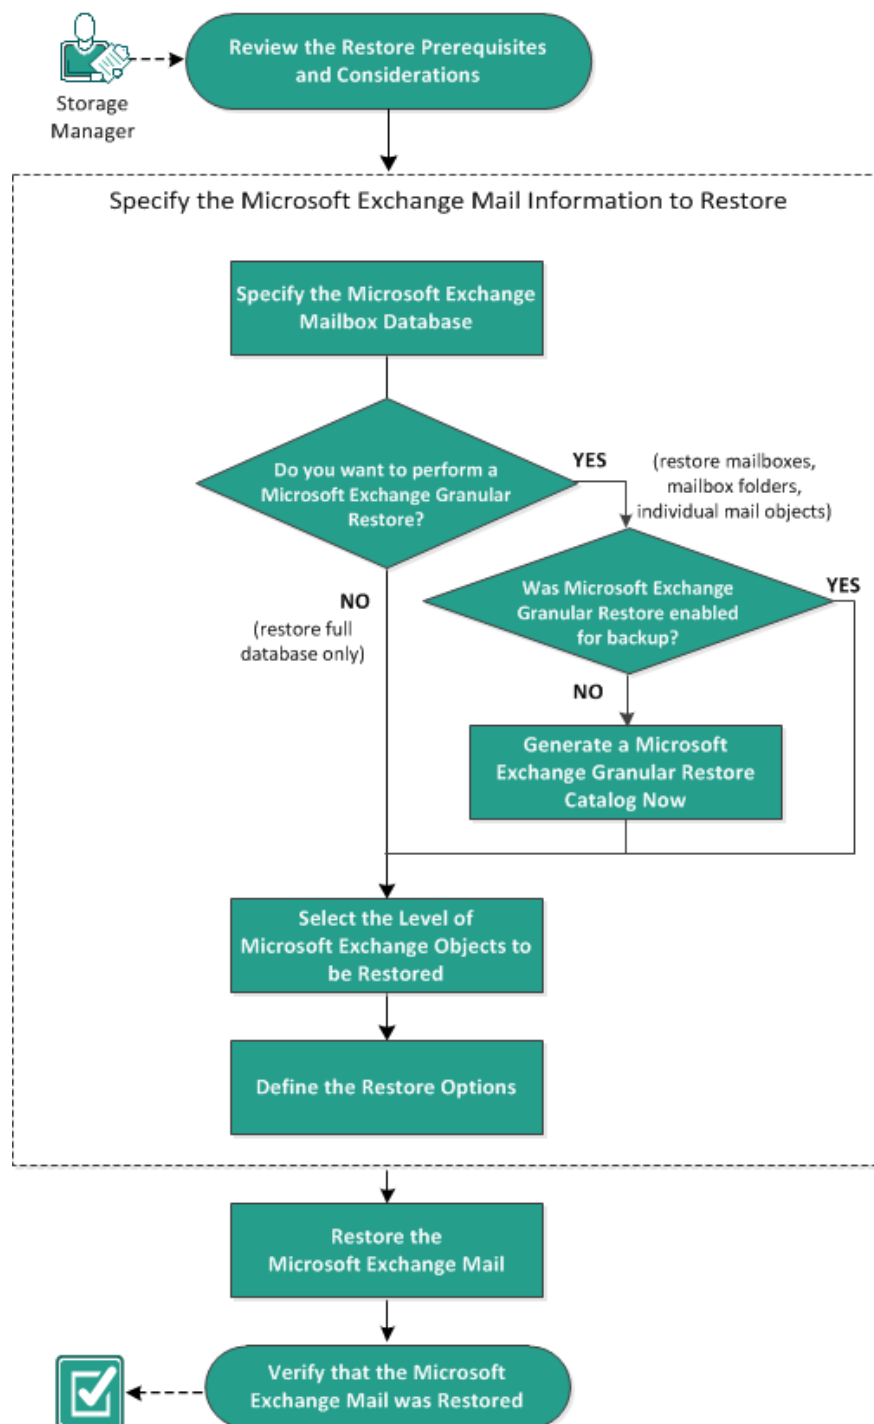 Review the Restore Prerequisites
and Considerations
Storage
Manager
Specify the Microsoft Exchange Mail Information to Restore
Specify the Microsoft Exchange
Mailbox Database
Do you want to perform a
Microsoft Exchange Granular
Restore?
YES
(restore mailboxes,
mailbox folders,
individual mail objects)
Was Microsoft Exchange
Granular Restore enabled
for backup?
YES
NO
(restore full
database only)
NO
Generate a Microsoft
Exchange Granular Restore
Catalog Now
Select the Level of
Microsoft Exchange Objects to
be Restored
Define the Restore Options
Restore the
Microsoft Exchange Mail
Verify that the Microsoft
Exchange Mail was Restored